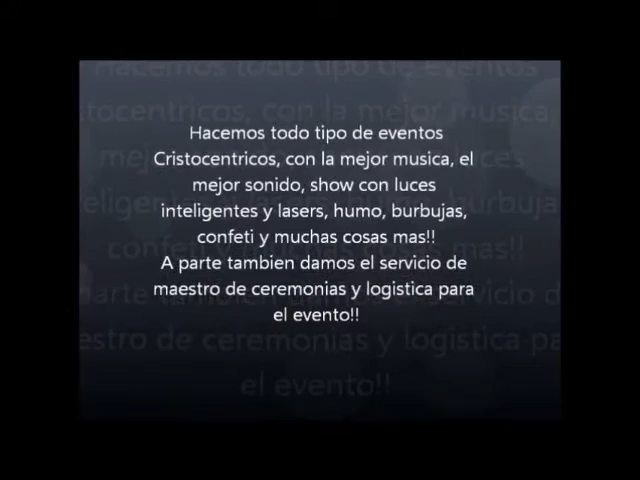 Hacemos todo tipo de eventos
Cristocentricos, con la mejor musica, el
mejor sonido, show con luces
inteligentes y lasers, humo, burbujas,
confeti y muchas cosas mas!!
A parte tambien damos el servicio de
maestro de ceremonias y logistica para
el evento!!